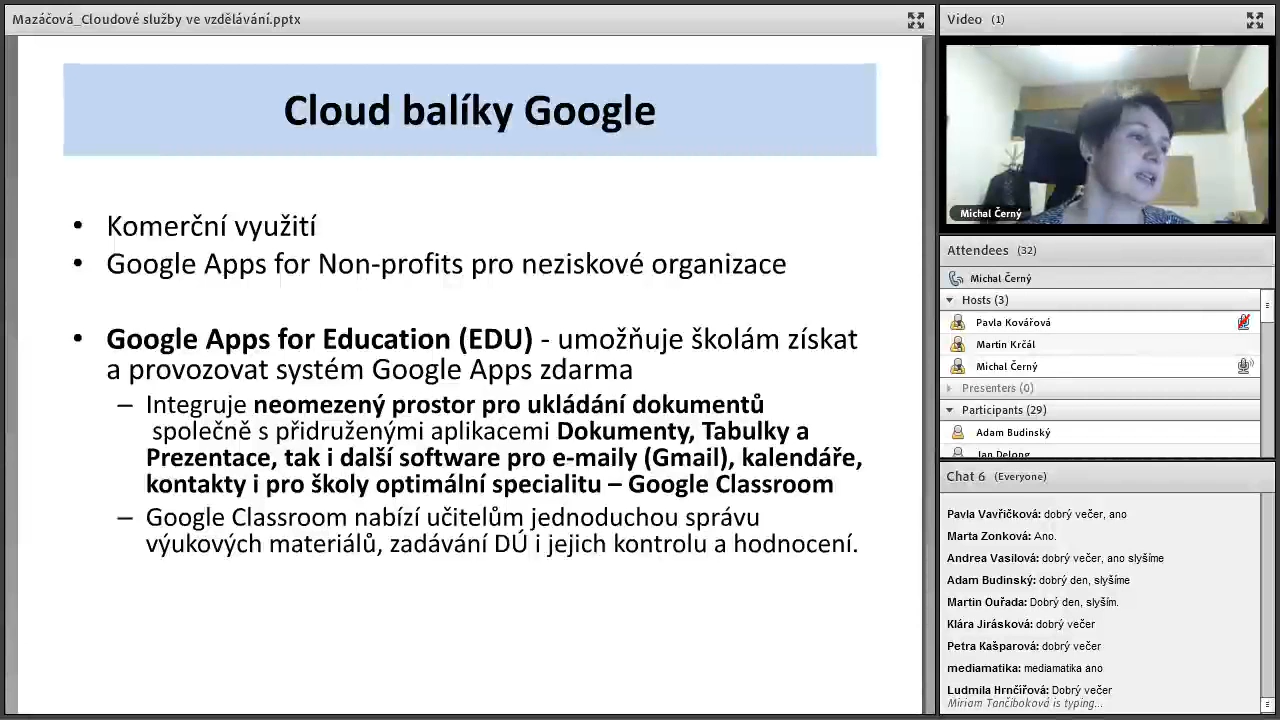 Mazáčová_Cloudové služby ve vzdělávání.pptx
Cloud balíky Google
• Komerční využití
• Google Apps for Non-profits pro neziskové organizace
• Google Apps for Education (EDU) - umožňuje školám získat
a provozovat systém Google Apps zdarma
– Integruje neomezený prostor pro ukládání dokumentů
společně s přidruženými aplikacemi Dokumenty, Tabulky a
Prezentace, tak i další software pro e-maily (Gmail), kalendáře,
kontakty i pro školy optimální specialitu – Google Classroom
– Google Classroom nabízí učitelům jednoduchou správu
výukových materiálů, zadávání DÚ i jejich kontrolu a hodnocení.
Video (1)
Michal Černý
Attendees (32)
Michal Černý
Hosts (3)
Pavla Kovářová
Martin Krčál
Michal Černý
Presenters (0)
Participants (29)
Adam Budinský
Jan Delong
Chat 6 (Everyone)
Pavla Vavřičková: dobrý večer, ano
Marta Zonková: Ano.
Andrea Vasilová: dobrý večer, ano slyšíme
Adam Budinský: dobrý den, slyšíme
Martin Ouřada: Dobrý den, slyším.
Klára Jirásková: dobrý večer
Petra Kašparová: dobrý večer
mediamatika: mediamatika ano
Ludmila Hrnčířová: Dobrý večer
Miriam Tančiboková is typing...